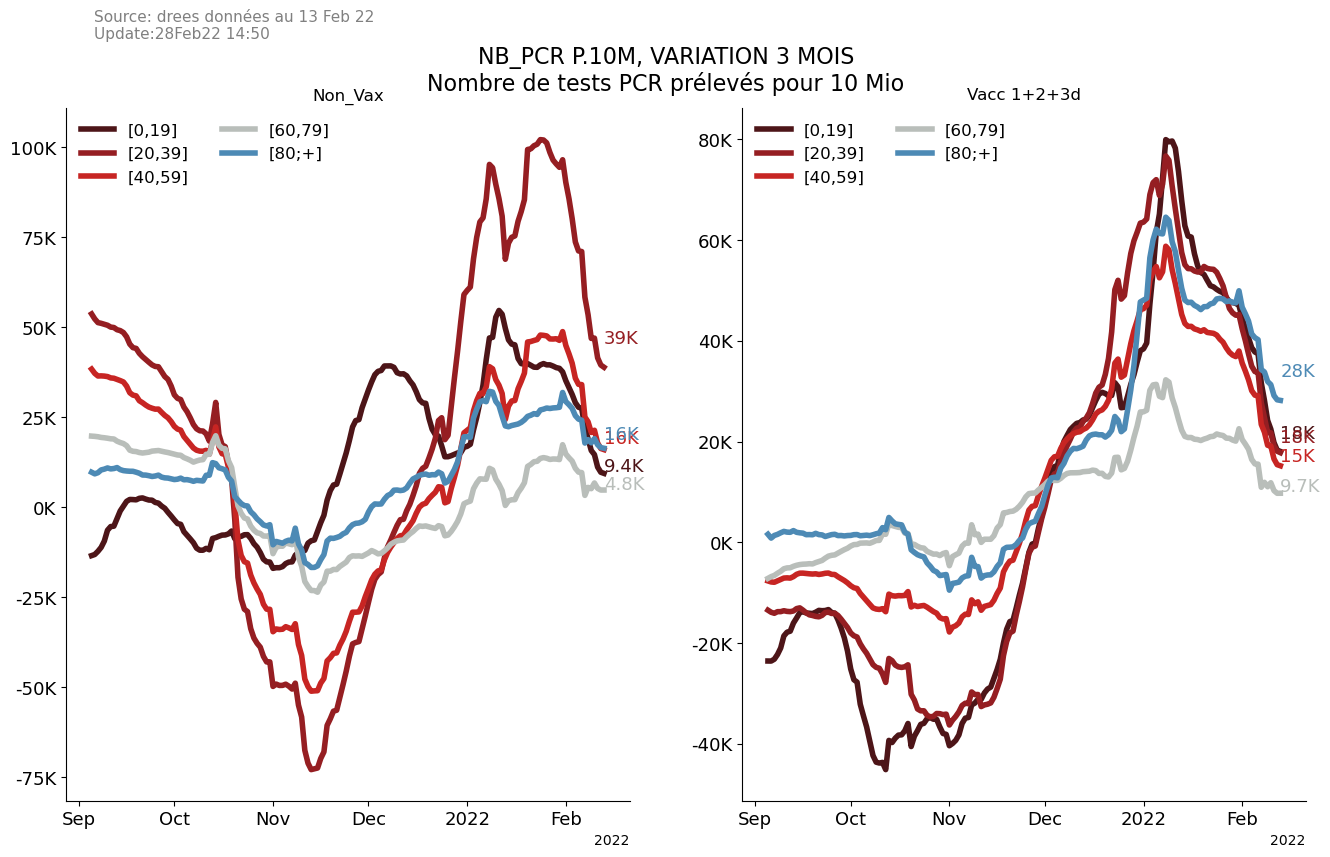 Source: drees données au 13 Feb 22
Update:28Feb22 14:50
NB_PCR P.10M, VARIATION 3 MOIS
Nombre de tests PCR prélevés pour 10 Mio
Non_Vax
[0,19]
[20,39]
[40,59]
[60,79]
[80;+]
100K
75K
50K
25K
0K
-25K
-50K
-75K
39K
16K
16K
9.4K
4.8K
Sep
Oct
Nov
Dec
2022
Feb
2022
Vacc 1+2+3d
[0,19]
[20,39]
[40,59]
[60,79]
[80;+]
80K
60K
40K
20K
0K
-20K
-40K
28K
18K
18K
15K
9.7K
Sep
Oct
Nov
Dec
2022
Feb
2022